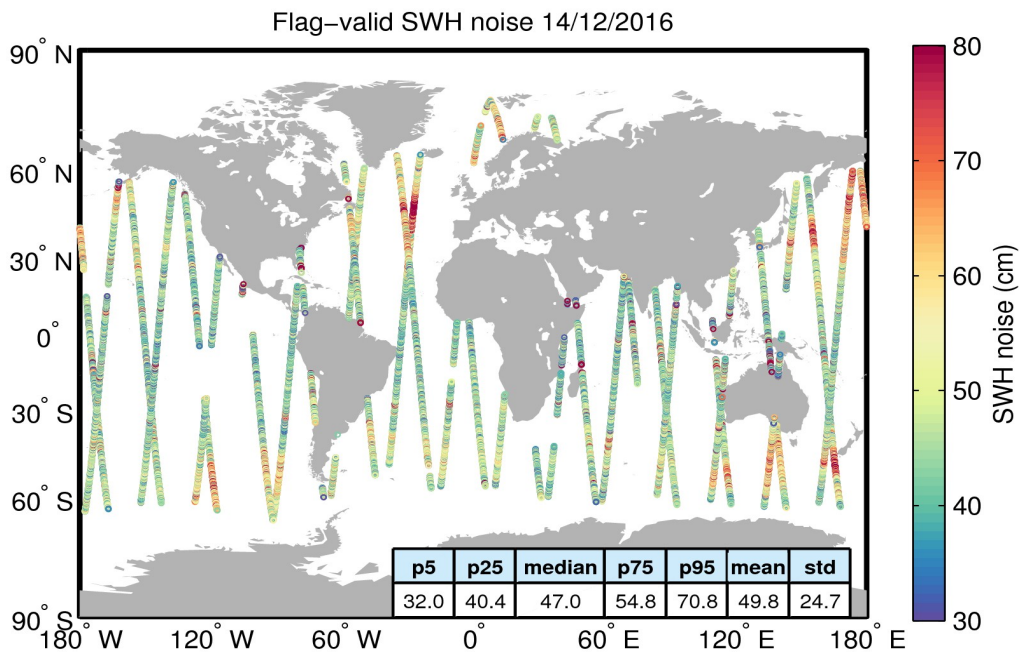 Flag−valid SWH noise 14/12/2016
90° N
60° N
30° N
0°
30° S
60° S
90° S
180° W
120° W
60° W
0°
60° E
120° E
180° E
80
70
60
50
40
30
SWH noise (cm)
p5 p25 median p75 p95 mean std
32.0 40.4 47.0 54.8 70.8 49.8 24.7